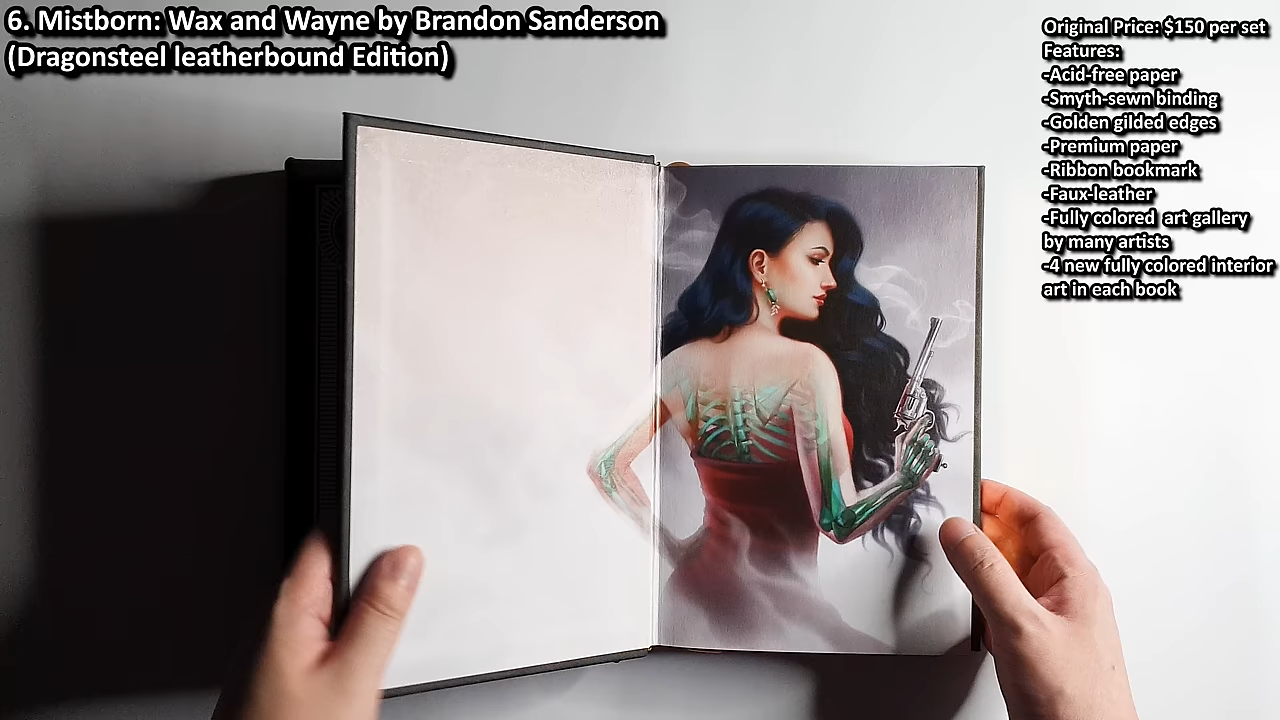 6. Mistborn: Wax and Wayne by Brandon Sanderson
(Dragonsteel leatherbound Edition)
Original Price: $150 per set
Features:
-Acid-free paper
-Smyth-sewn binding
-Golden gilded edges
-Premium paper
-Ribbon bookmark
-Faux-leather
-Fully colored  art gallery
by many artists
-4 new fully colored interior
art in each book